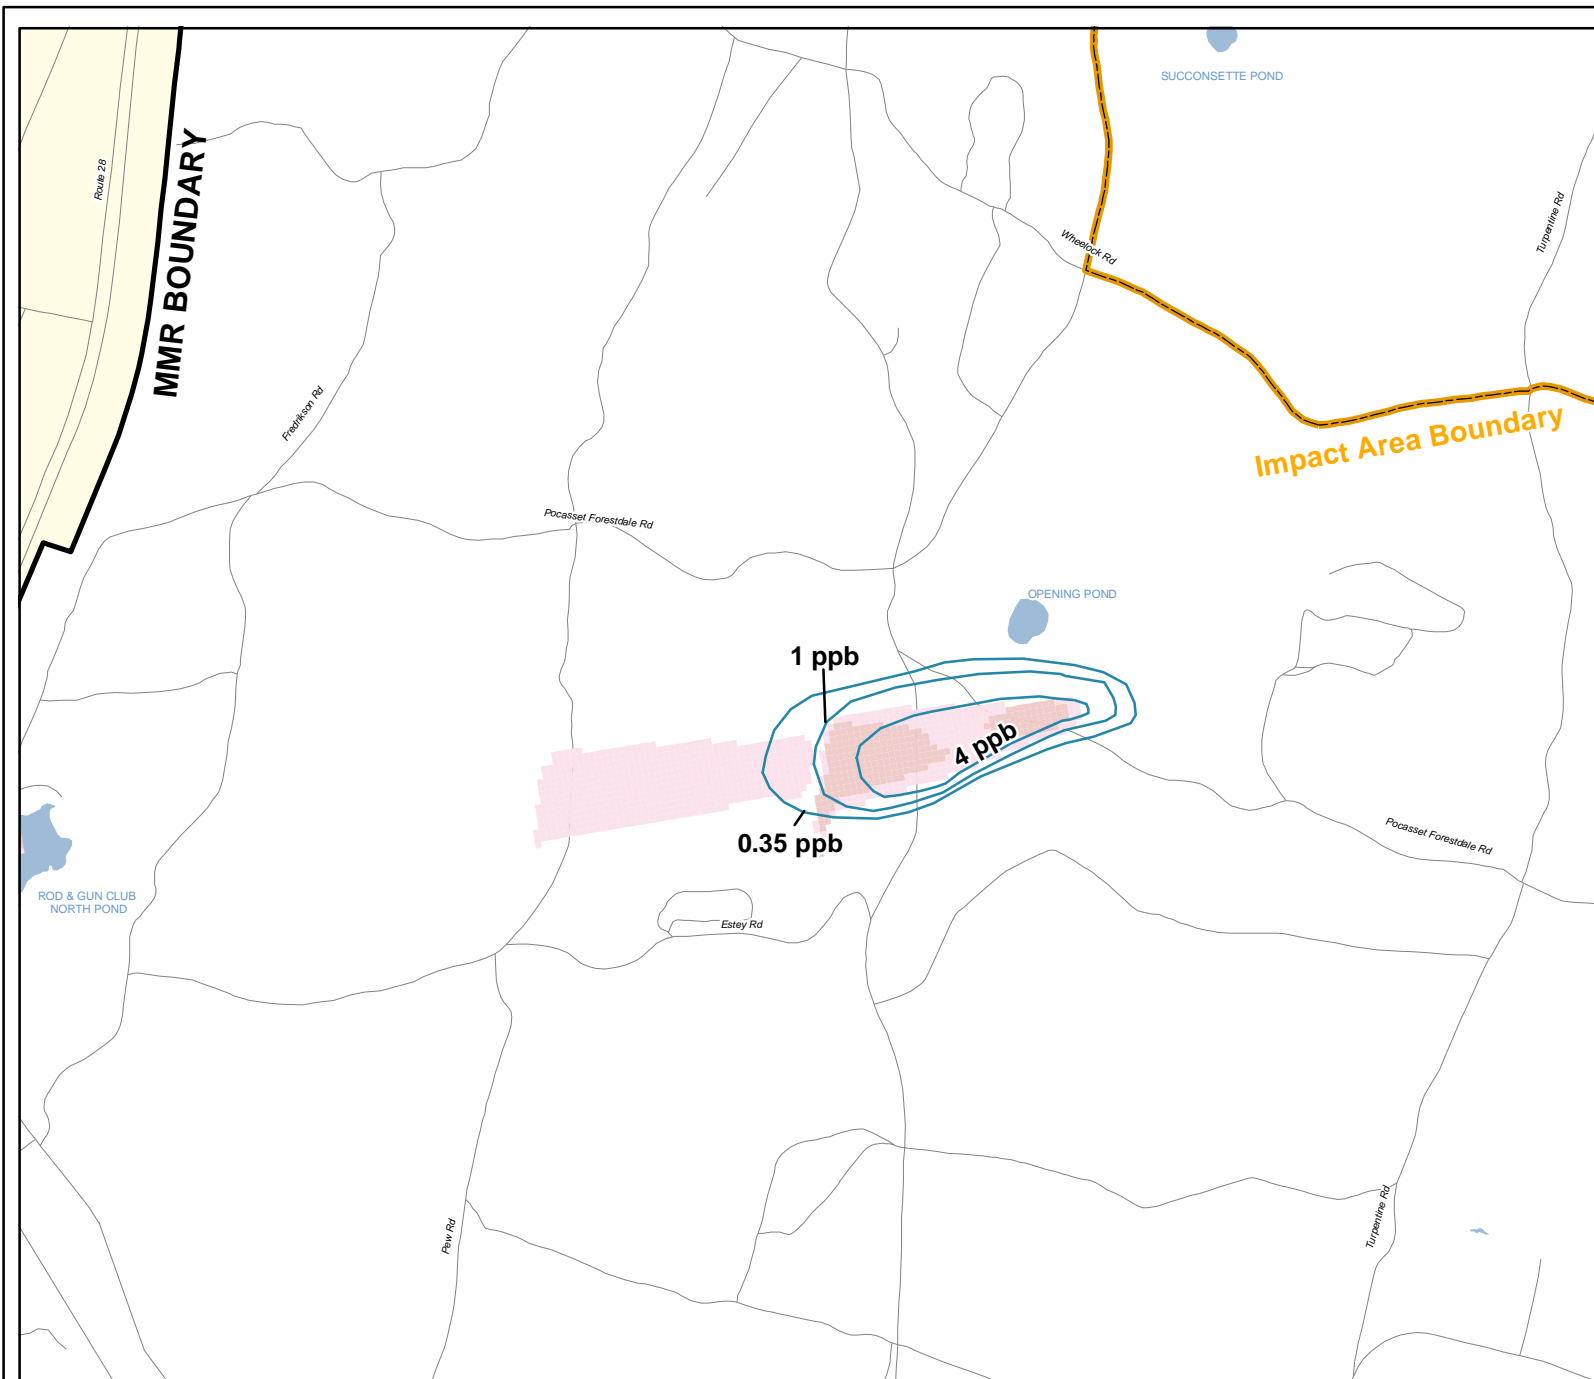 SUCCONSETTE POND
Route 28
MMR BOUNDARY
Turpentine Rd
Wheelock Rd
Fredrikson Rd
Impact Area Boundary
Pocasset Forestdale Rd
OPENING POND
1 ppb
4 ppb
0.35 ppb
Pocasset Forestdale Rd
ROD & GUN CLUB
NORTH POND
Estey Rd
Pew Rd
Turpentine Rd